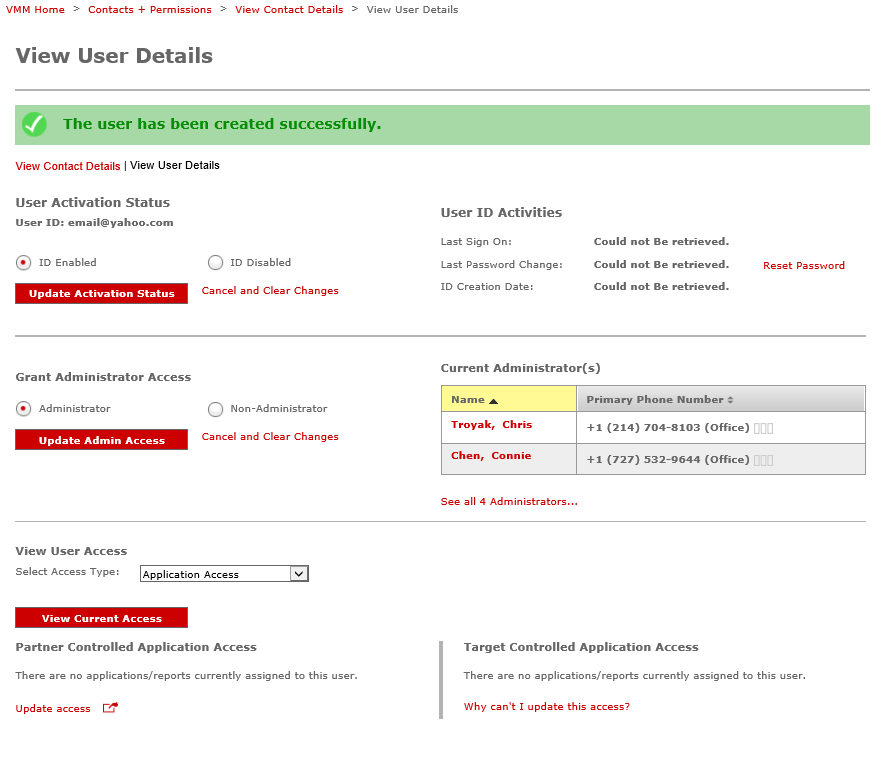 VMM Home > Contacts + Permissions > View Contact Details > View User Details
View User Details
The user has been created successfully.
View Contact Details | View User Details
User Activation Status
User ID: email@yahoo.com
ID Enabled ID Disabled
Update Activation Status Cancel and Clear Changes
User ID Activities
Last Sign On: Could not Be retrieved.
Last Password Change: Could not Be retrieved. Reset Password
ID Creation Date: Could not Be retrieved.
Grant Administrator Access
Administrator Non-Administrator
Update Admin Access Cancel and Clear Changes
Current Administrator(s)
Name Primary Phone Number
Troyak, Chris +1 (214) 704-8103 (Office)
Chen, Connie +1 (727) 532-9644 (Office)
See all 4 Administrators...
View User Access
Select Access Type: Application Access
View Current Access
Partner Controlled Application Access
There are no applications/reports currently assigned to this user.
Update access
Target Controlled Application Access
There are no applications/reports currently assigned to this user.
Why can't I update this access?